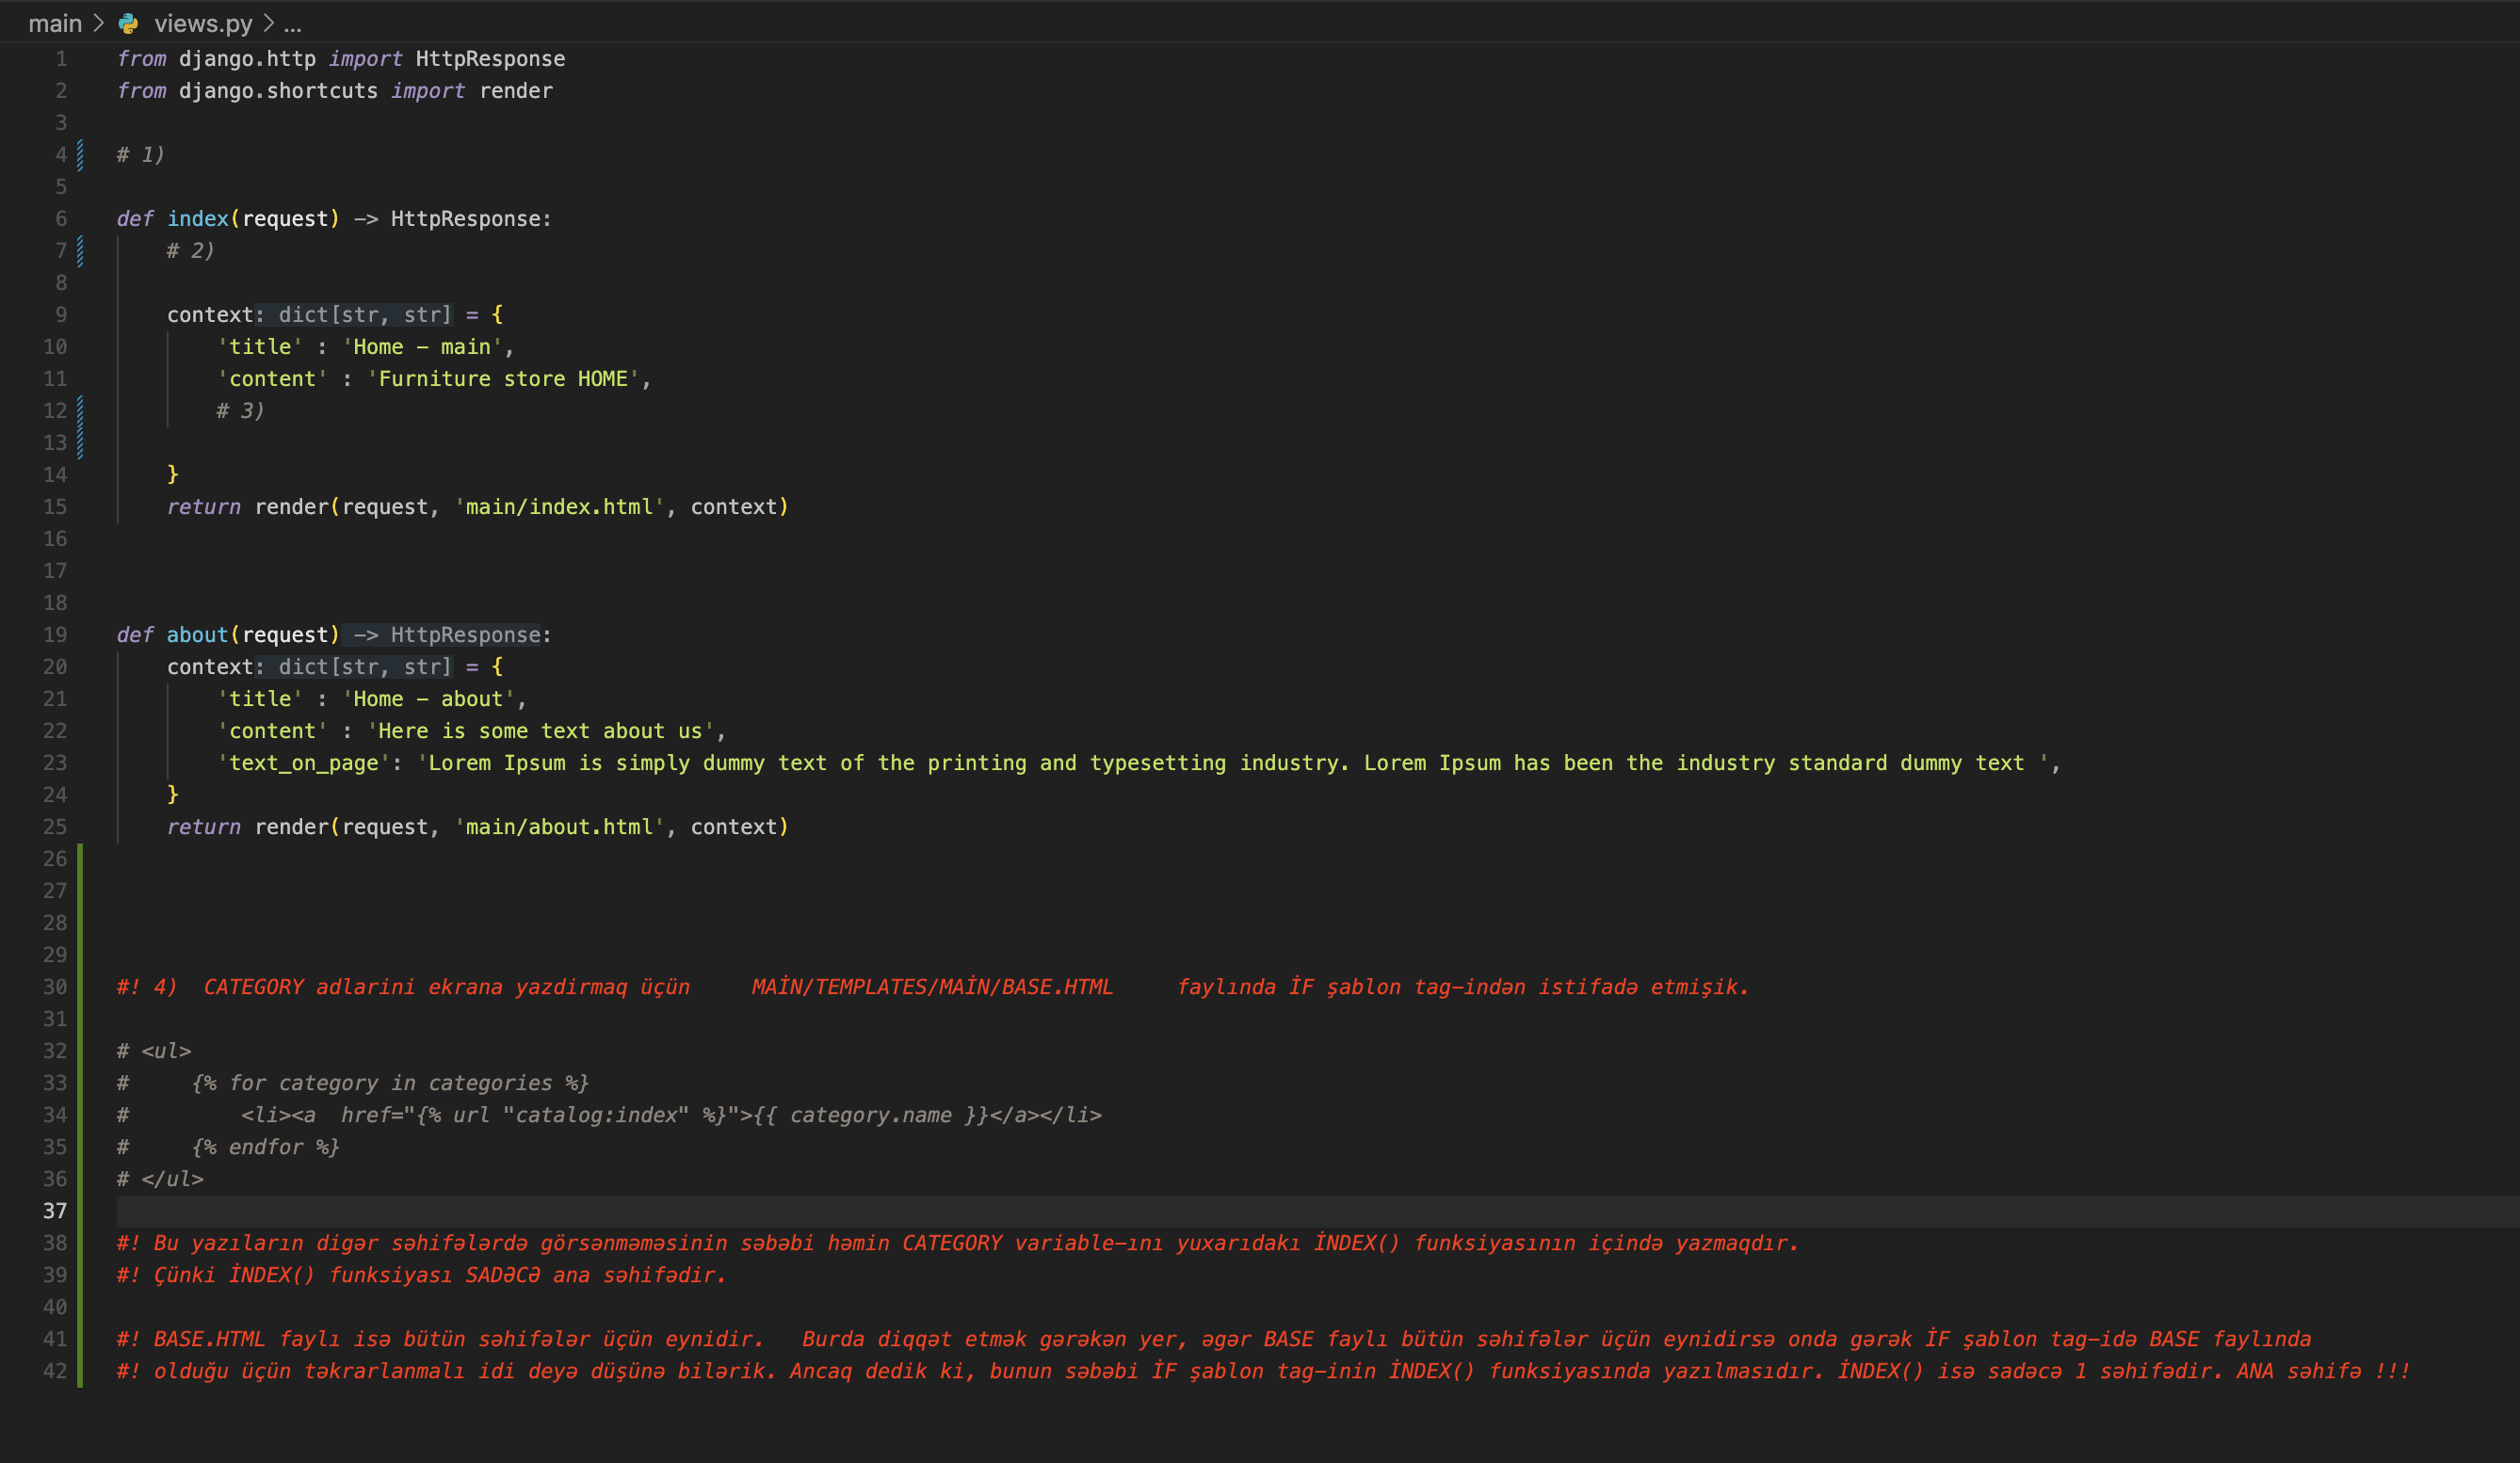 main > views.py > ...
1 from django.http import HttpResponse
2 from django.shortcuts import render
3
4 # 1)
5
6 def index(request) -> HttpResponse:
7     # 2)
8
9     context: dict[str, str] = {
10         'title' : 'Home - main',
11         'content' : 'Furniture store HOME',
12         # 3)
13
14     }
15     return render(request, 'main/index.html', context)
16
17
18
19 def about(request) -> HttpResponse:
20     context: dict[str, str] = {
21         'title' : 'Home - about',
22         'content' : 'Here is some text about us',
23         'text_on_page': 'Lorem Ipsum is simply dummy text of the printing and typesetting industry. Lorem Ipsum has been the industry standard dummy text ',
24     }
25     return render(request, 'main/about.html', context)
26
27
28
29
30 #! 4)  CATEGORY adlarini ekrana yazdirmaq üçün     MAİN/TEMPLATES/MAİN/BASE.HTML     faylında İF şablon tag-indən istifadə etmişik.
31
32 # <ul>
33 #     {% for category in categories %}
34 #         <li><a  href="{% url "catalog:index" %}">{{ category.name }}</a></li>
35 #     {% endfor %}
36 # </ul>
37
38 #! Bu yazıların digər səhifələrdə görsənməməsinin səbəbi həmin CATEGORY variable-ını yuxarıdakı İNDEX() funksiyasının içində yazmaqdır.
39 #! Çünki İNDEX() funksiyası SADƏCƏ ana səhifədir.
40
41 #! BASE.HTML faylı isə bütün səhifələr üçün eynidir.   Burda diqqət etmək gərəkən yer, əgər BASE faylı bütün səhifələr üçün eynidirsə onda gərək İF şablon tag-idə BASE faylında
42 #! olduğu üçün təkrarlanmalı idi deyə düşünə bilərik. Ancaq dedik ki, bunun səbəbi İF şablon tag-inin İNDEX() funksiyasında yazılmasıdır. İNDEX() isə sadəcə 1 səhifədir. ANA səhifə !!!